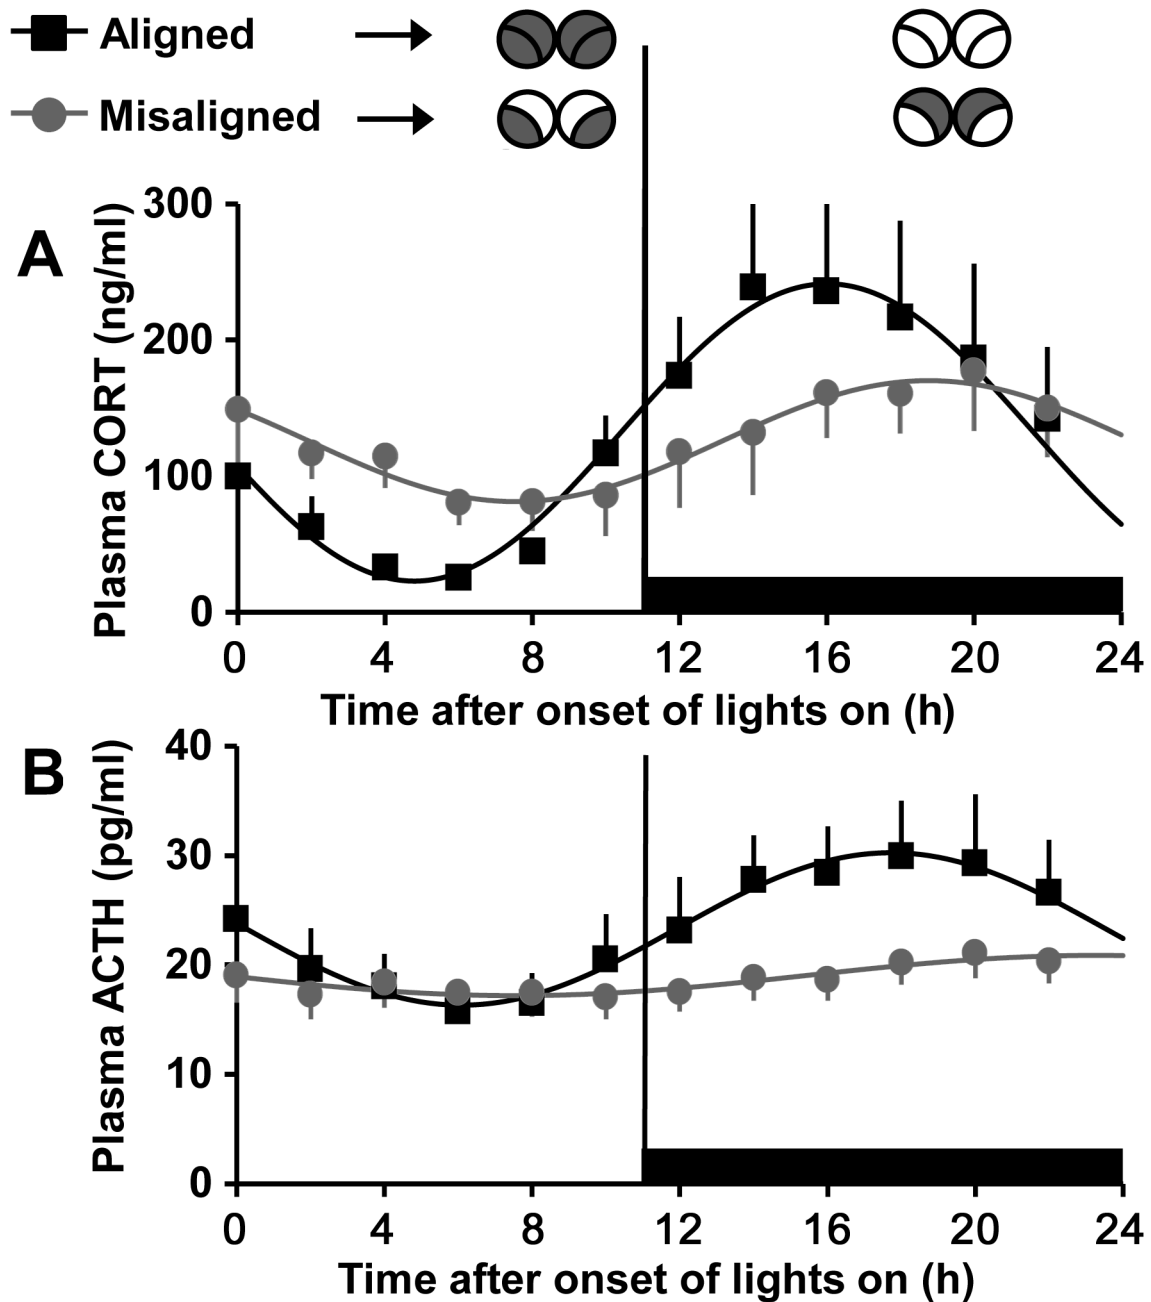 Aligned
Misaligned
A
Plasma CORT (ng/ml)
300
200
100
0
0 4 8 12 16 20 24
Time after onset of lights on (h)
B
Plasma ACTH (pg/ml)
40
30
20
10
0
0 4 8 12 16 20 24
Time after onset of lights on (h)